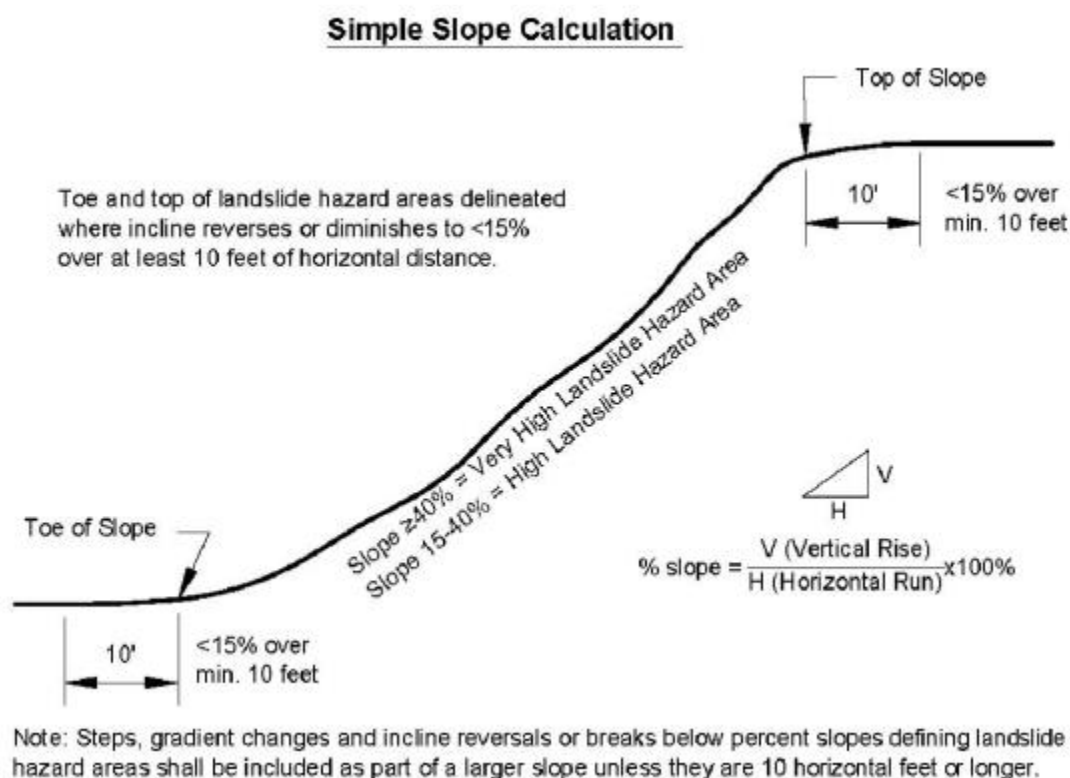 Simple Slope Calculation
Top of Slope
Toe and top of landslide hazard areas delineated
where incline reverses or diminishes to <15%
over at least 10 feet of horizontal distance.
10'
<15% over
min. 10 feet
Slope ≥40% = Very High Landslide Hazard Area
Slope 15-40% = High Landslide Hazard Area
V
H
Toe of Slope
% slope = V (Vertical Rise)
H (Horizontal Run) x100%
10'
<15% over
min. 10 feet
Note: Steps, gradient changes and incline reversals or breaks below percent slopes defining landslide
hazard areas shall be included as part of a larger slope unless they are 10 horizontal feet or longer.